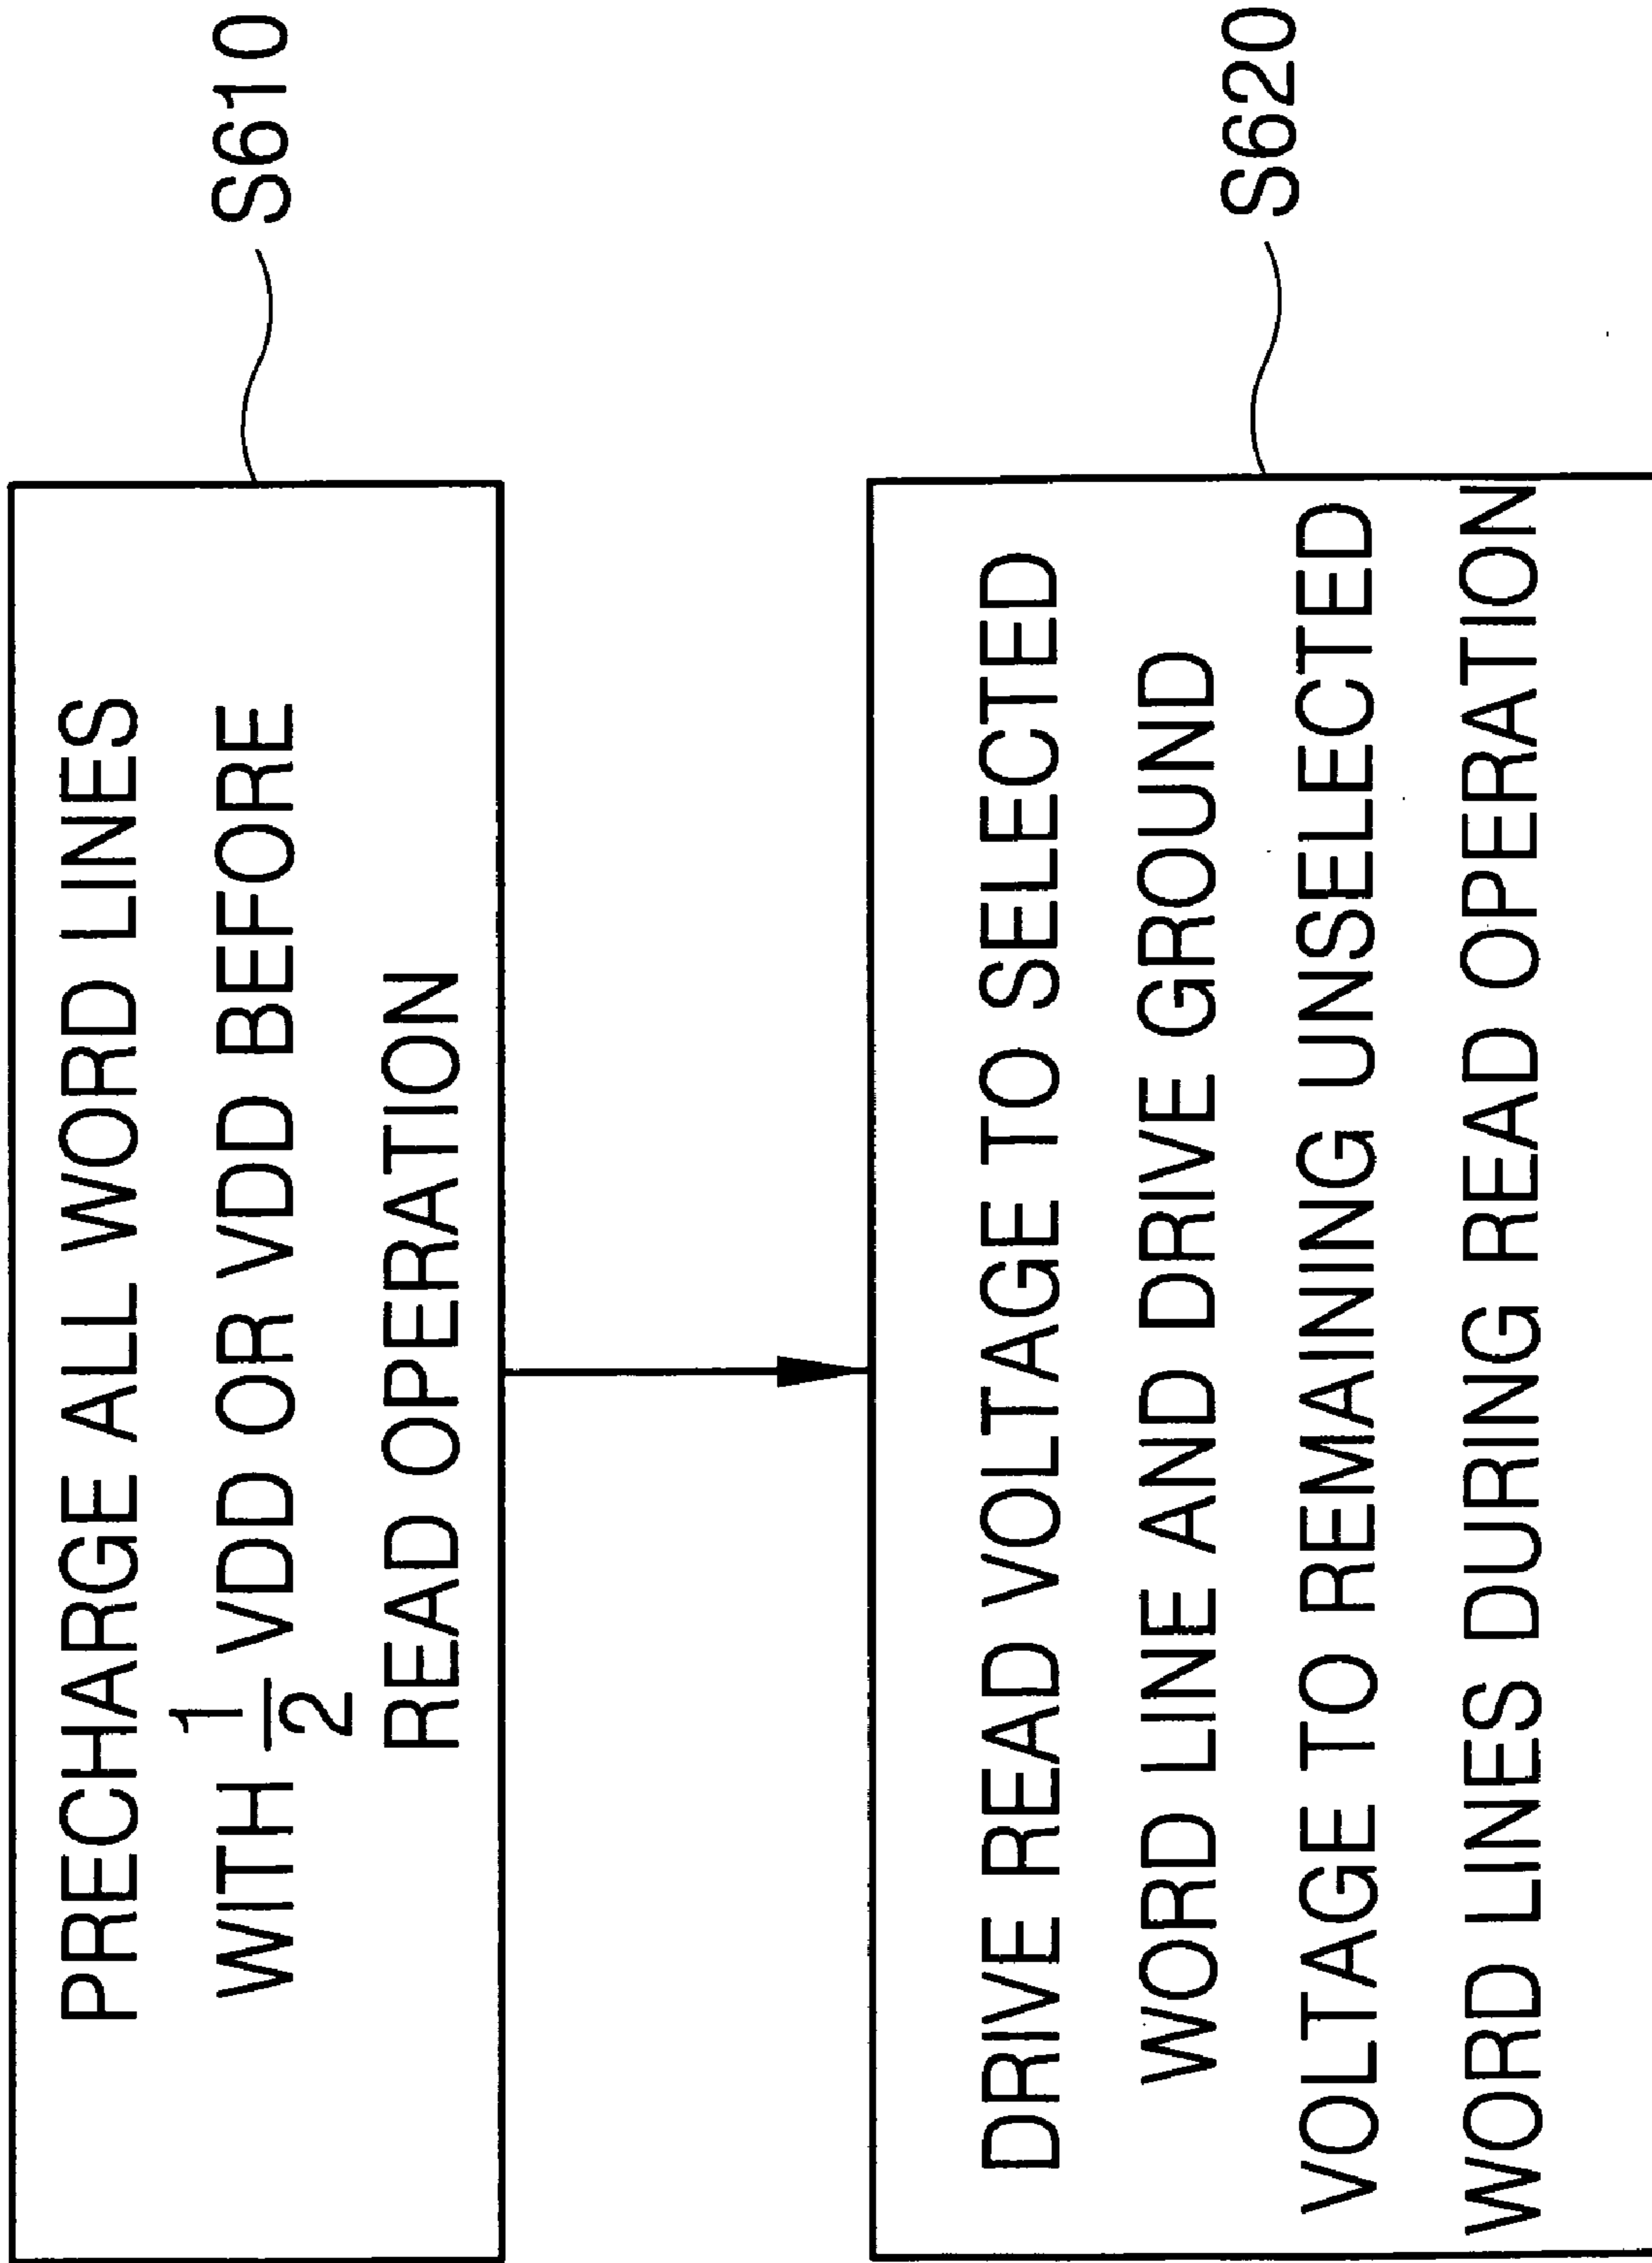 PRECHARGE ALL WORD LINES
WITH 1/2 VDD OR VDD BEFORE
READ OPERATION
S610
DRIVE READ VOLTAGE TO SELECTED
WORD LINE AND DRIVE GROUND
VOLTAGE TO REMAINING UNSELECTED
WORD LINES DURING READ OPERATION
S620